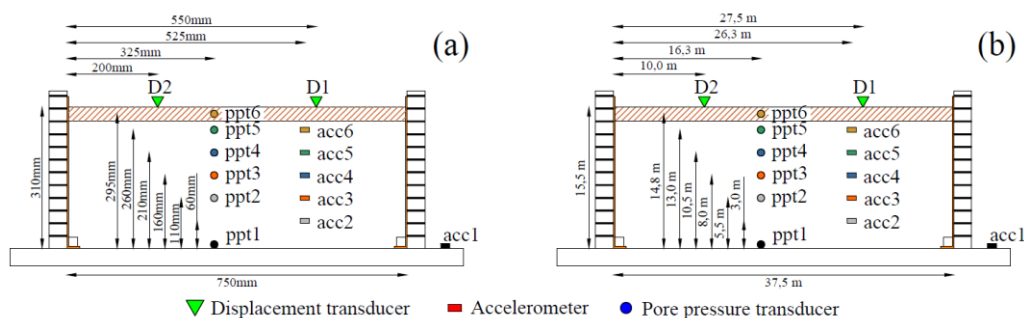 550mm
525mm
325mm
200mm
(a)
D2
D1
ppt6
ppt5
acc6
ppt4
acc5
ppt3
acc4
ppt2
acc3
acc2
ppt1
acc1
310mm
295mm
260mm
210mm
160mm
110mm
60mm
750mm
27,5 m
26,3 m
16,3 m
10,0 m
(b)
D2
D1
ppt6
ppt5
acc6
ppt4
acc5
ppt3
acc4
ppt2
acc3
acc2
ppt1
acc1
15,5 m
14,8 m
13,0 m
10,5 m
8,0 m
5,5 m
3,0 m
37,5 m
Displacement transducer
Accelerometer
Pore pressure transducer